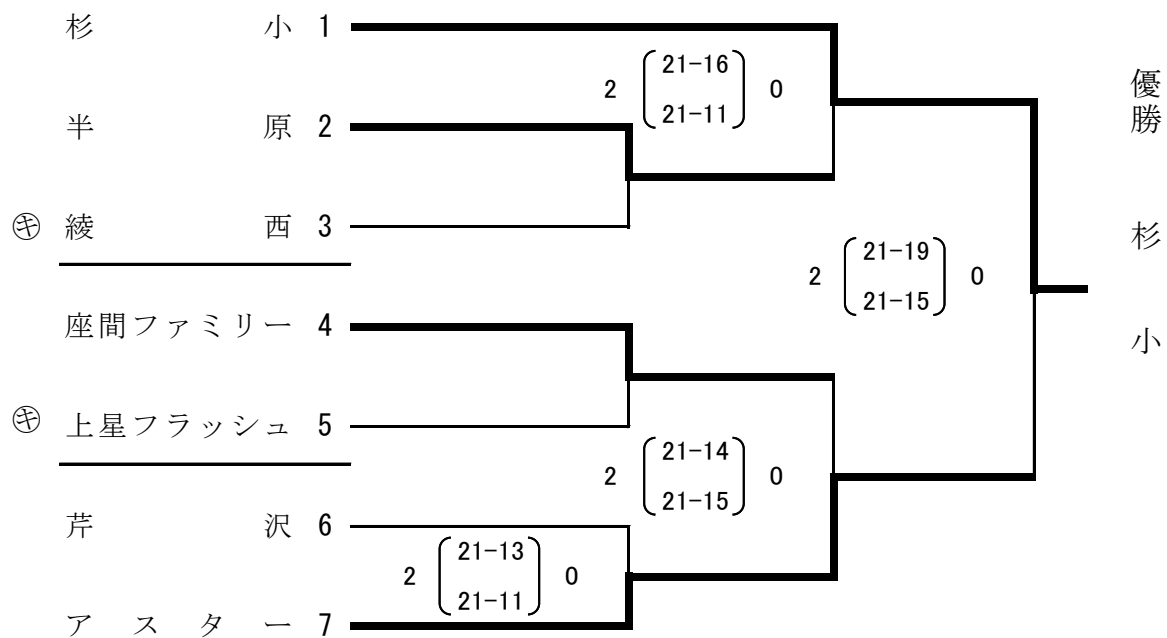 杉小 1
2 21-16 0
21-11
半原 2
㋖ 綾西 3
2 21-19 0
21-15
座間ファミリー 4
㋖ 上星フラッシュ 5
2 21-14 0
21-15
芹沢 6
2 21-13 0
21-11
アスター 7
優勝 杉小